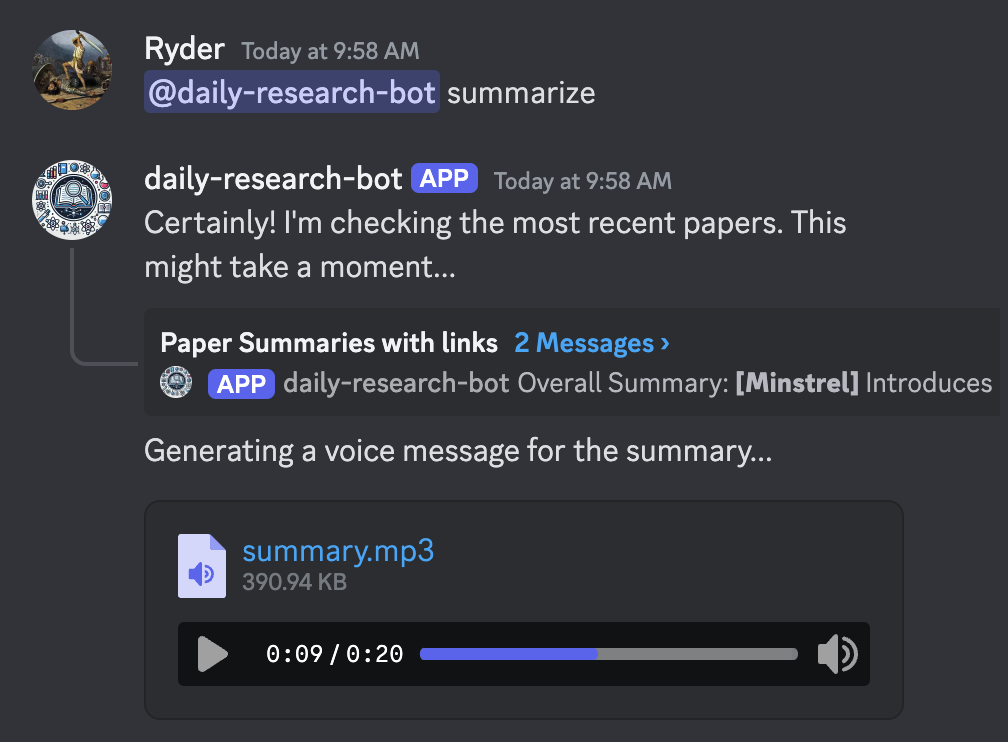 Ryder Today at 9:58 AM
@daily-research-bot summarize
daily-research-bot APP Today at 9:58 AM
Certainly! I'm checking the most recent papers. This
might take a moment...
Paper Summaries with links 2 Messages ›
APP daily-research-bot Overall Summary: [Minstrel] Introduces
Generating a voice message for the summary...
summary.mp3
390.94 KB
0:09 / 0:20